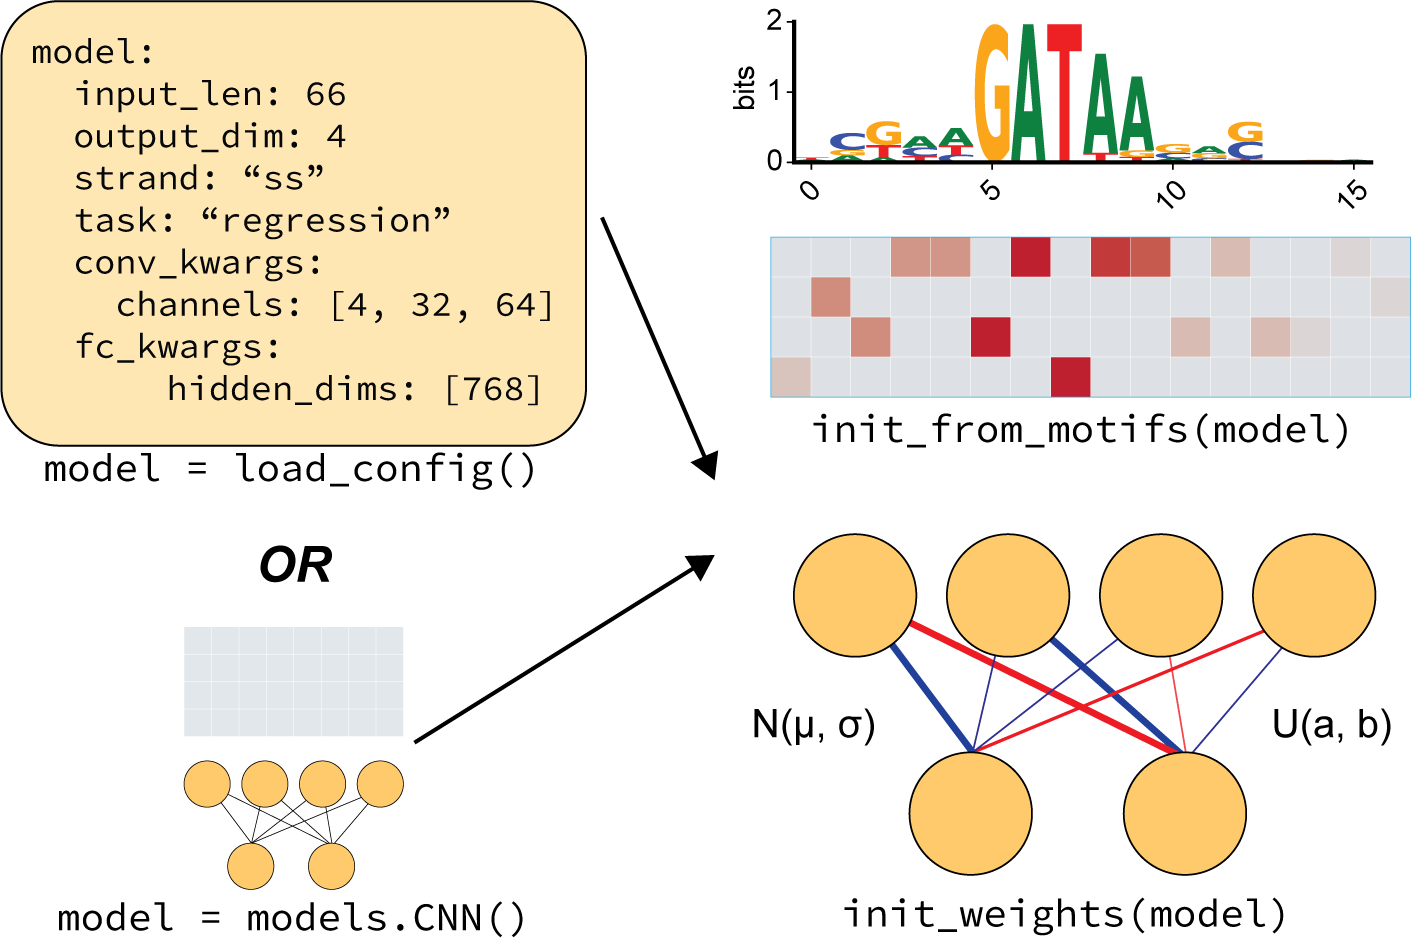 model:
input_len: 66
output_dim: 4
strand: “ss”
task: “regression”
conv_kwargs:
channels: [4, 32, 64]
fc_kwargs:
hidden_dims: [768]
model = load_config()
OR
model = models.CNN()
bits
2
1
0
GATAA
0
5
10
15
init_from_motifs(model)
N(μ, σ)
U(a, b)
init_weights(model)